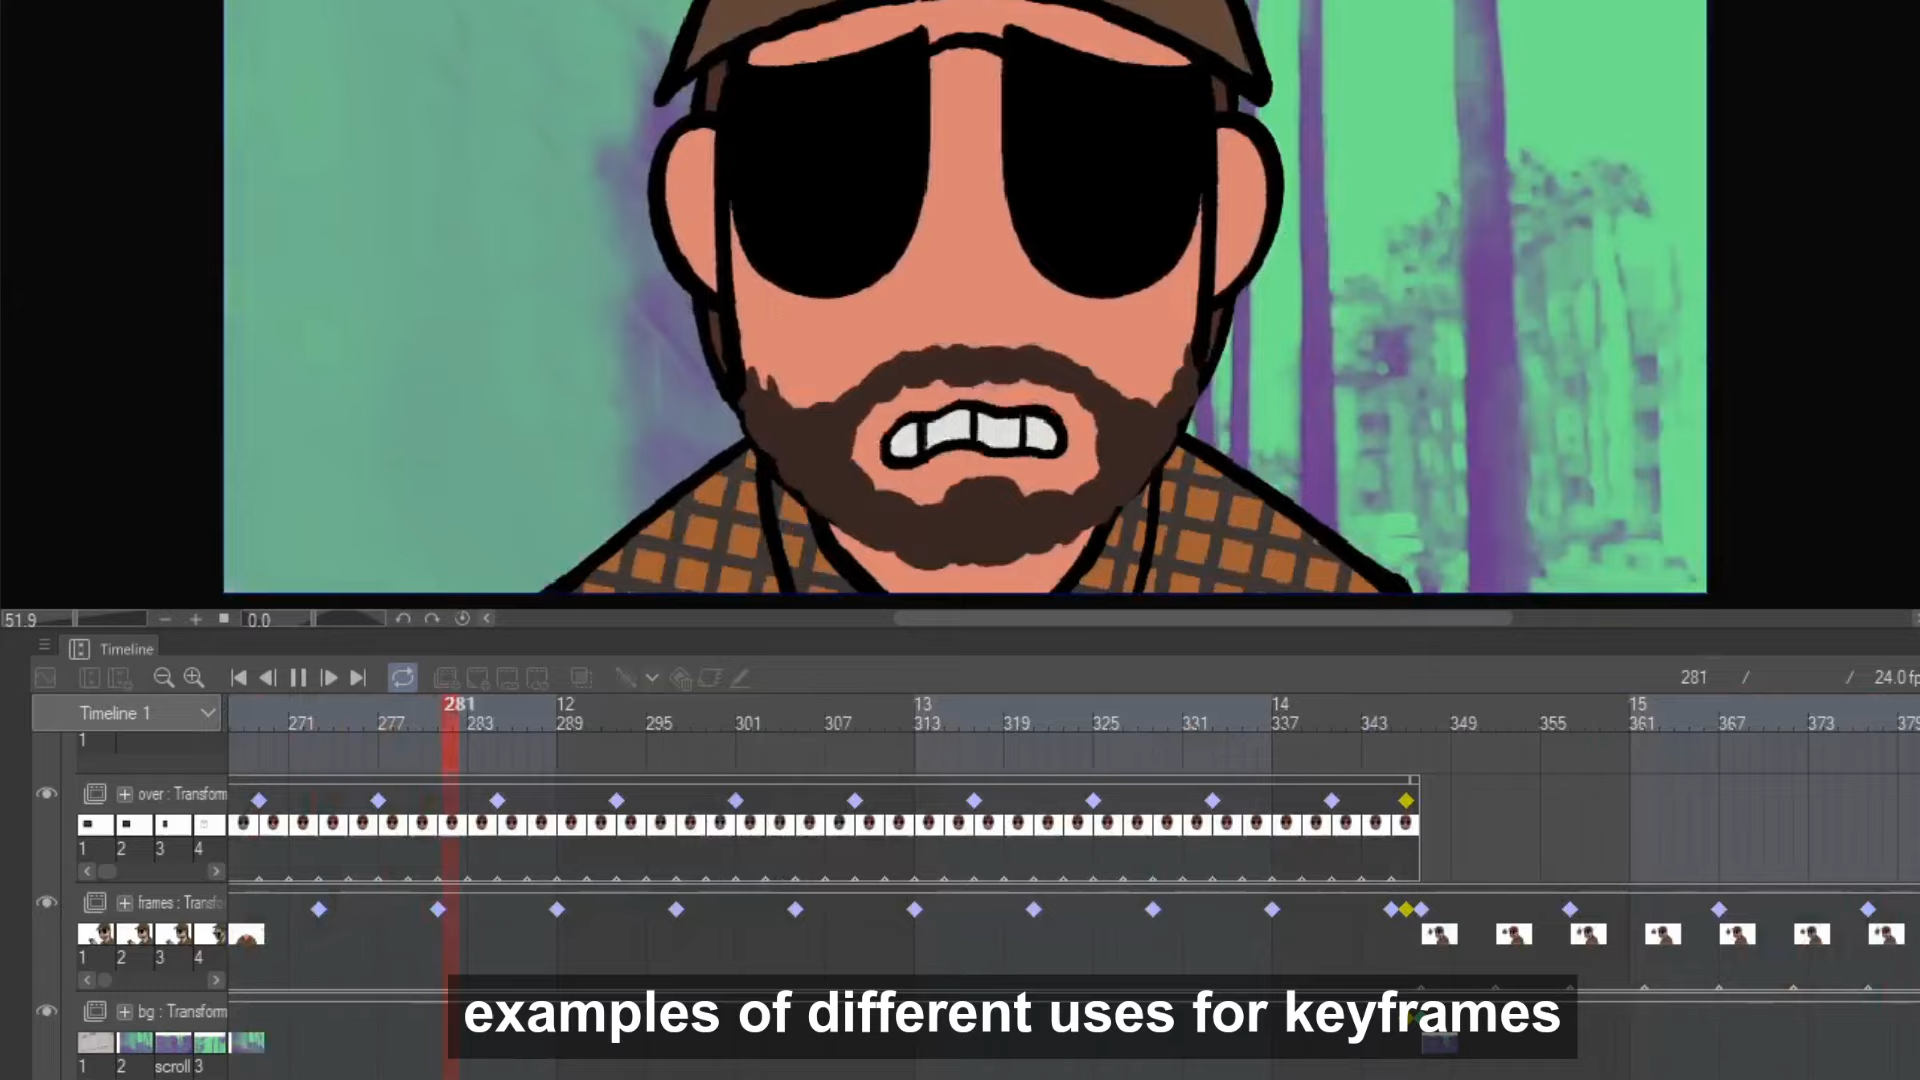 51.9
0.0
Timeline
281 / / 24.0 fp
Timeline 1
281 12 13 14 15
271 277 283 289 295 301 307 313 319 325 331 337 343 349 355 361 367 373 379
1
over : Transform
1 2 3 4
frames : Transfo
1 2 3 4
bg : Transform
1 2 scroll 3
examples of different uses for keyframes